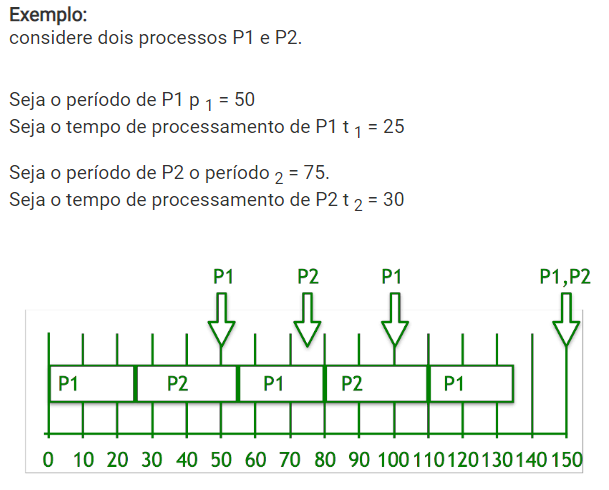 Exemplo:
considere dois processos P1 e P2.
Seja o período de P1 p 1 = 50
Seja o tempo de processamento de P1 t 1 = 25
Seja o período de P2 o período 2 = 75.
Seja o tempo de processamento de P2 t 2 = 30
P1 P2 P1 P1,P2
P1 P2 P1 P2 P1
0 10 20 30 40 50 60 70 80 90 100 110 120 130 140 150